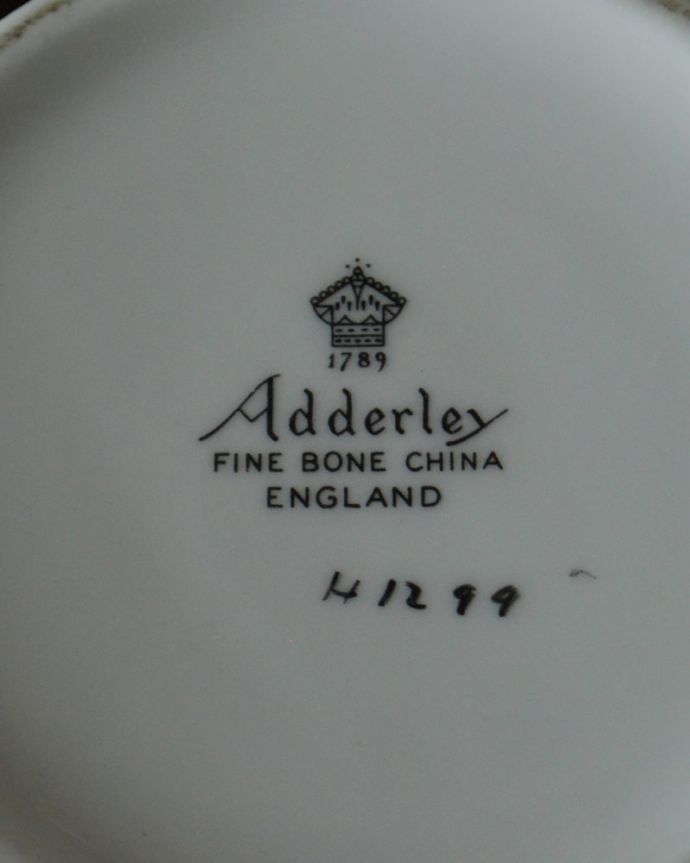 1789
Adderley
FINE BONE CHINA
ENGLAND
H1299